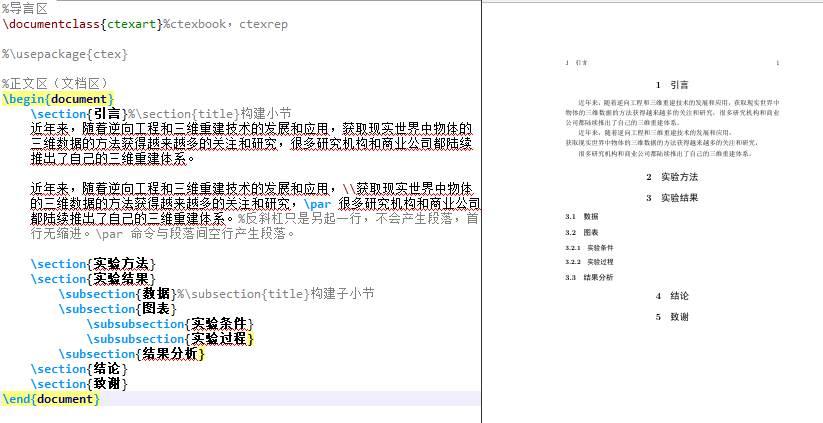 %导言区
\documentclass{ctexart}%ctexbook，ctexrep
%\usepackage{ctex}
%正文区（文档区）
\begin{document}
\section{引言}%\section{title}构建小节
近年来，随着逆向工程和三维重建技术的发展和应用，获取现实世界中物体的
三维数据的方法获得越来越多的关注和研究，很多研究机构和商业公司都陆续
推出了自己的三维重建体系。
近年来，随着逆向工程和三维重建技术的发展和应用，\\获取现实世界中物体
的三维数据的方法获得越来越多的关注和研究，\par 很多研究机构和商业公司
都陆续推出了自己的三维重建体系。%反斜杠只是另起一行，不会产生段落，首
行无缩进。\par 命令与段落间空行产生段落。
\section{实验方法}
\section{实验结果}
\subsection{数据}%\subsection{title}构建子小节
\subsection{图表}
\subsubsection{实验条件}
\subsubsection{实验过程}
\subsection{结果分析}
\section{结论}
\section{致谢}
\end{document}
1 引言 1
1 引言
近年来，随着逆向工程和三维重建技术的发展和应用，获取现实世界中
物体的三维数据的方法获得越来越多的关注和研究，很多研究机构和商业
公司都陆续推出了自己的三维重建体系。
近年来，随着逆向工程和三维重建技术的发展和应用，
获取现实世界中物体的三维数据的方法获得越来越多的关注和研究，
很多研究机构和商业公司都陆续推出了自己的三维重建体系。
2 实验方法
3 实验结果
3.1 数据
3.2 图表
3.2.1 实验条件
3.2.2 实验过程
3.3 结果分析
4 结论
5 致谢